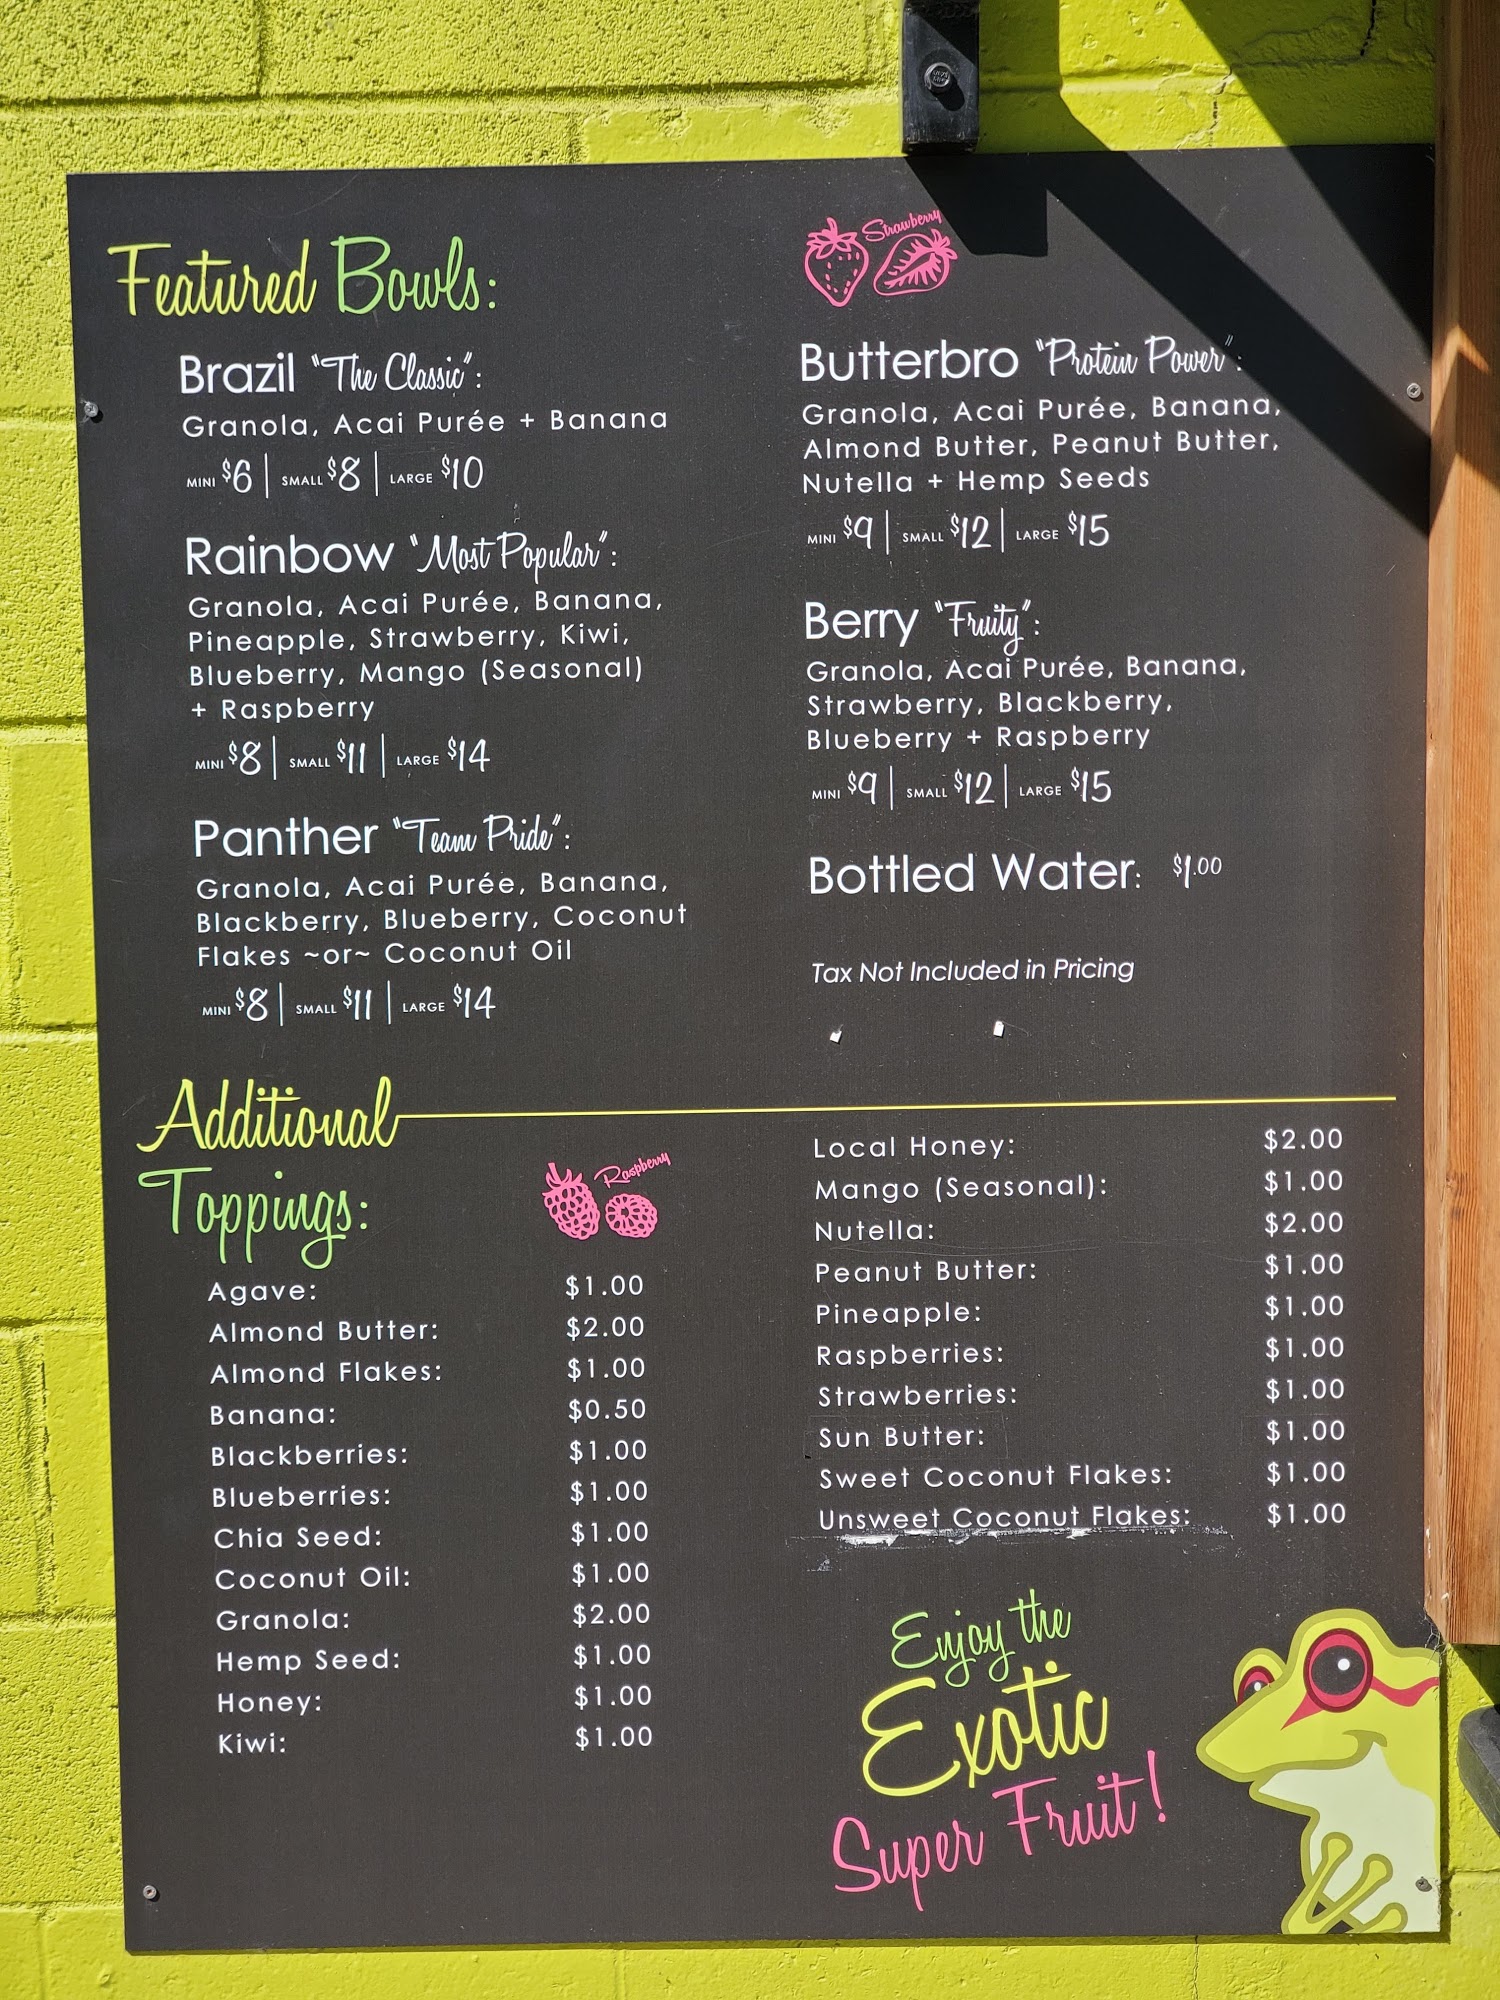 Featured Bowls:
Brazil "The Classic":
Granola, Acai Purée + Banana
MINI $6 | SMALL $8 | LARGE $10
Rainbow "Most Popular":
Granola, Acai Purée, Banana,
Pineapple, Strawberry, Kiwi,
Blueberry, Mango (Seasonal)
+ Raspberry
MINI $8 | SMALL $11 | LARGE $14
Panther "Team Pride":
Granola, Acai Purée, Banana,
Blackberry, Blueberry, Coconut
Flakes ~or~ Coconut Oil
MINI $8 | SMALL $11 | LARGE $14
Strawberry
Butterbro "Protein Power":
Granola, Acai Purée, Banana,
Almond Butter, Peanut Butter,
Nutella + Hemp Seeds
MINI $9 | SMALL $12 | LARGE $15
Berry "Fruity":
Granola, Acai Purée, Banana,
Strawberry, Blackberry,
Blueberry + Raspberry
MINI $9 | SMALL $12 | LARGE $15
Bottled Water: $1.00
Tax Not Included in Pricing
Additional
Toppings:
Raspberry
Agave: $1.00
Almond Butter: $2.00
Almond Flakes: $1.00
Banana: $0.50
Blackberries: $1.00
Blueberries: $1.00
Chia Seed: $1.00
Coconut Oil: $1.00
Granola: $2.00
Hemp Seed: $1.00
Honey: $1.00
Kiwi: $1.00
Local Honey: $2.00
Mango (Seasonal): $1.00
Nutella: $2.00
Peanut Butter: $1.00
Pineapple: $1.00
Raspberries: $1.00
Strawberries: $1.00
Sun Butter: $1.00
Sweet Coconut Flakes: $1.00
Unsweet Coconut Flakes: $1.00
Enjoy the
Exotic
Super Fruit!